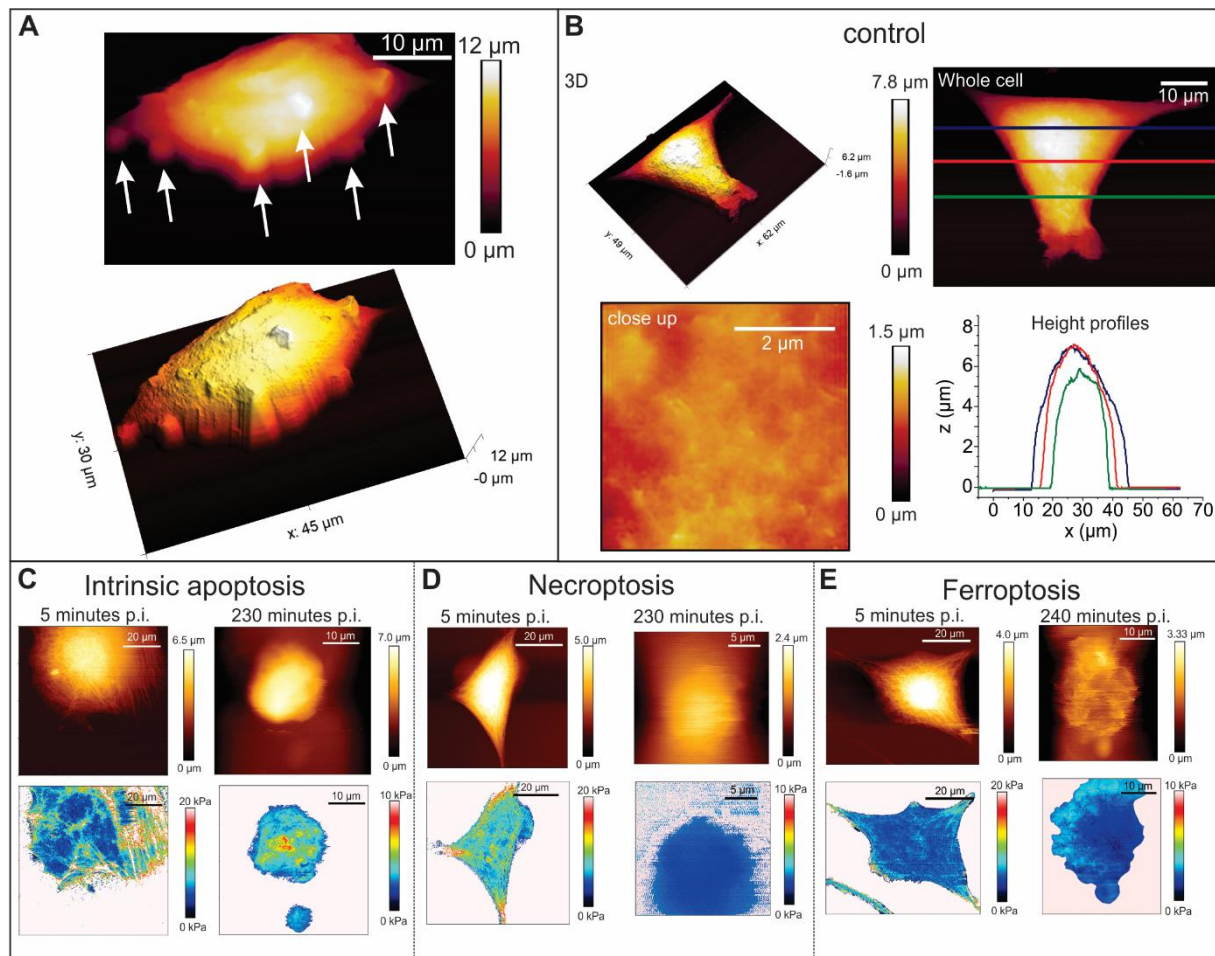 A
10 µm
12 µm
0 µm
y: 30 µm
x: 45 µm
12 µm
-0 µm
B
control
3D
7.8 µm
0 µm
6.2 µm
-1.6 µm
y: 49 µm
x: 62 µm
Whole cell
10 µm
close up
2 µm
1.5 µm
0 µm
Height profiles
8
6
4
2
0
z (µm)
0 10 20 30 40 50 60 70
x (µm)
C
Intrinsic apoptosis
5 minutes p.i.
230 minutes p.i.
20 µm
6.5 µm
0 µm
10 µm
7.0 µm
0 µm
20 µm
20 kPa
0 kPa
10 µm
10 kPa
0 kPa
D
Necroptosis
5 minutes p.i.
230 minutes p.i.
20 µm
5.0 µm
0 µm
5 µm
2.4 µm
0 µm
20 µm
20 kPa
0 kPa
5 µm
10 kPa
0 kPa
E
Ferroptosis
5 minutes p.i.
240 minutes p.i.
20 µm
4.0 µm
0 µm
10 µm
3.33 µm
0 µm
20 µm
20 kPa
0 kPa
10 µm
10 kPa
0 kPa